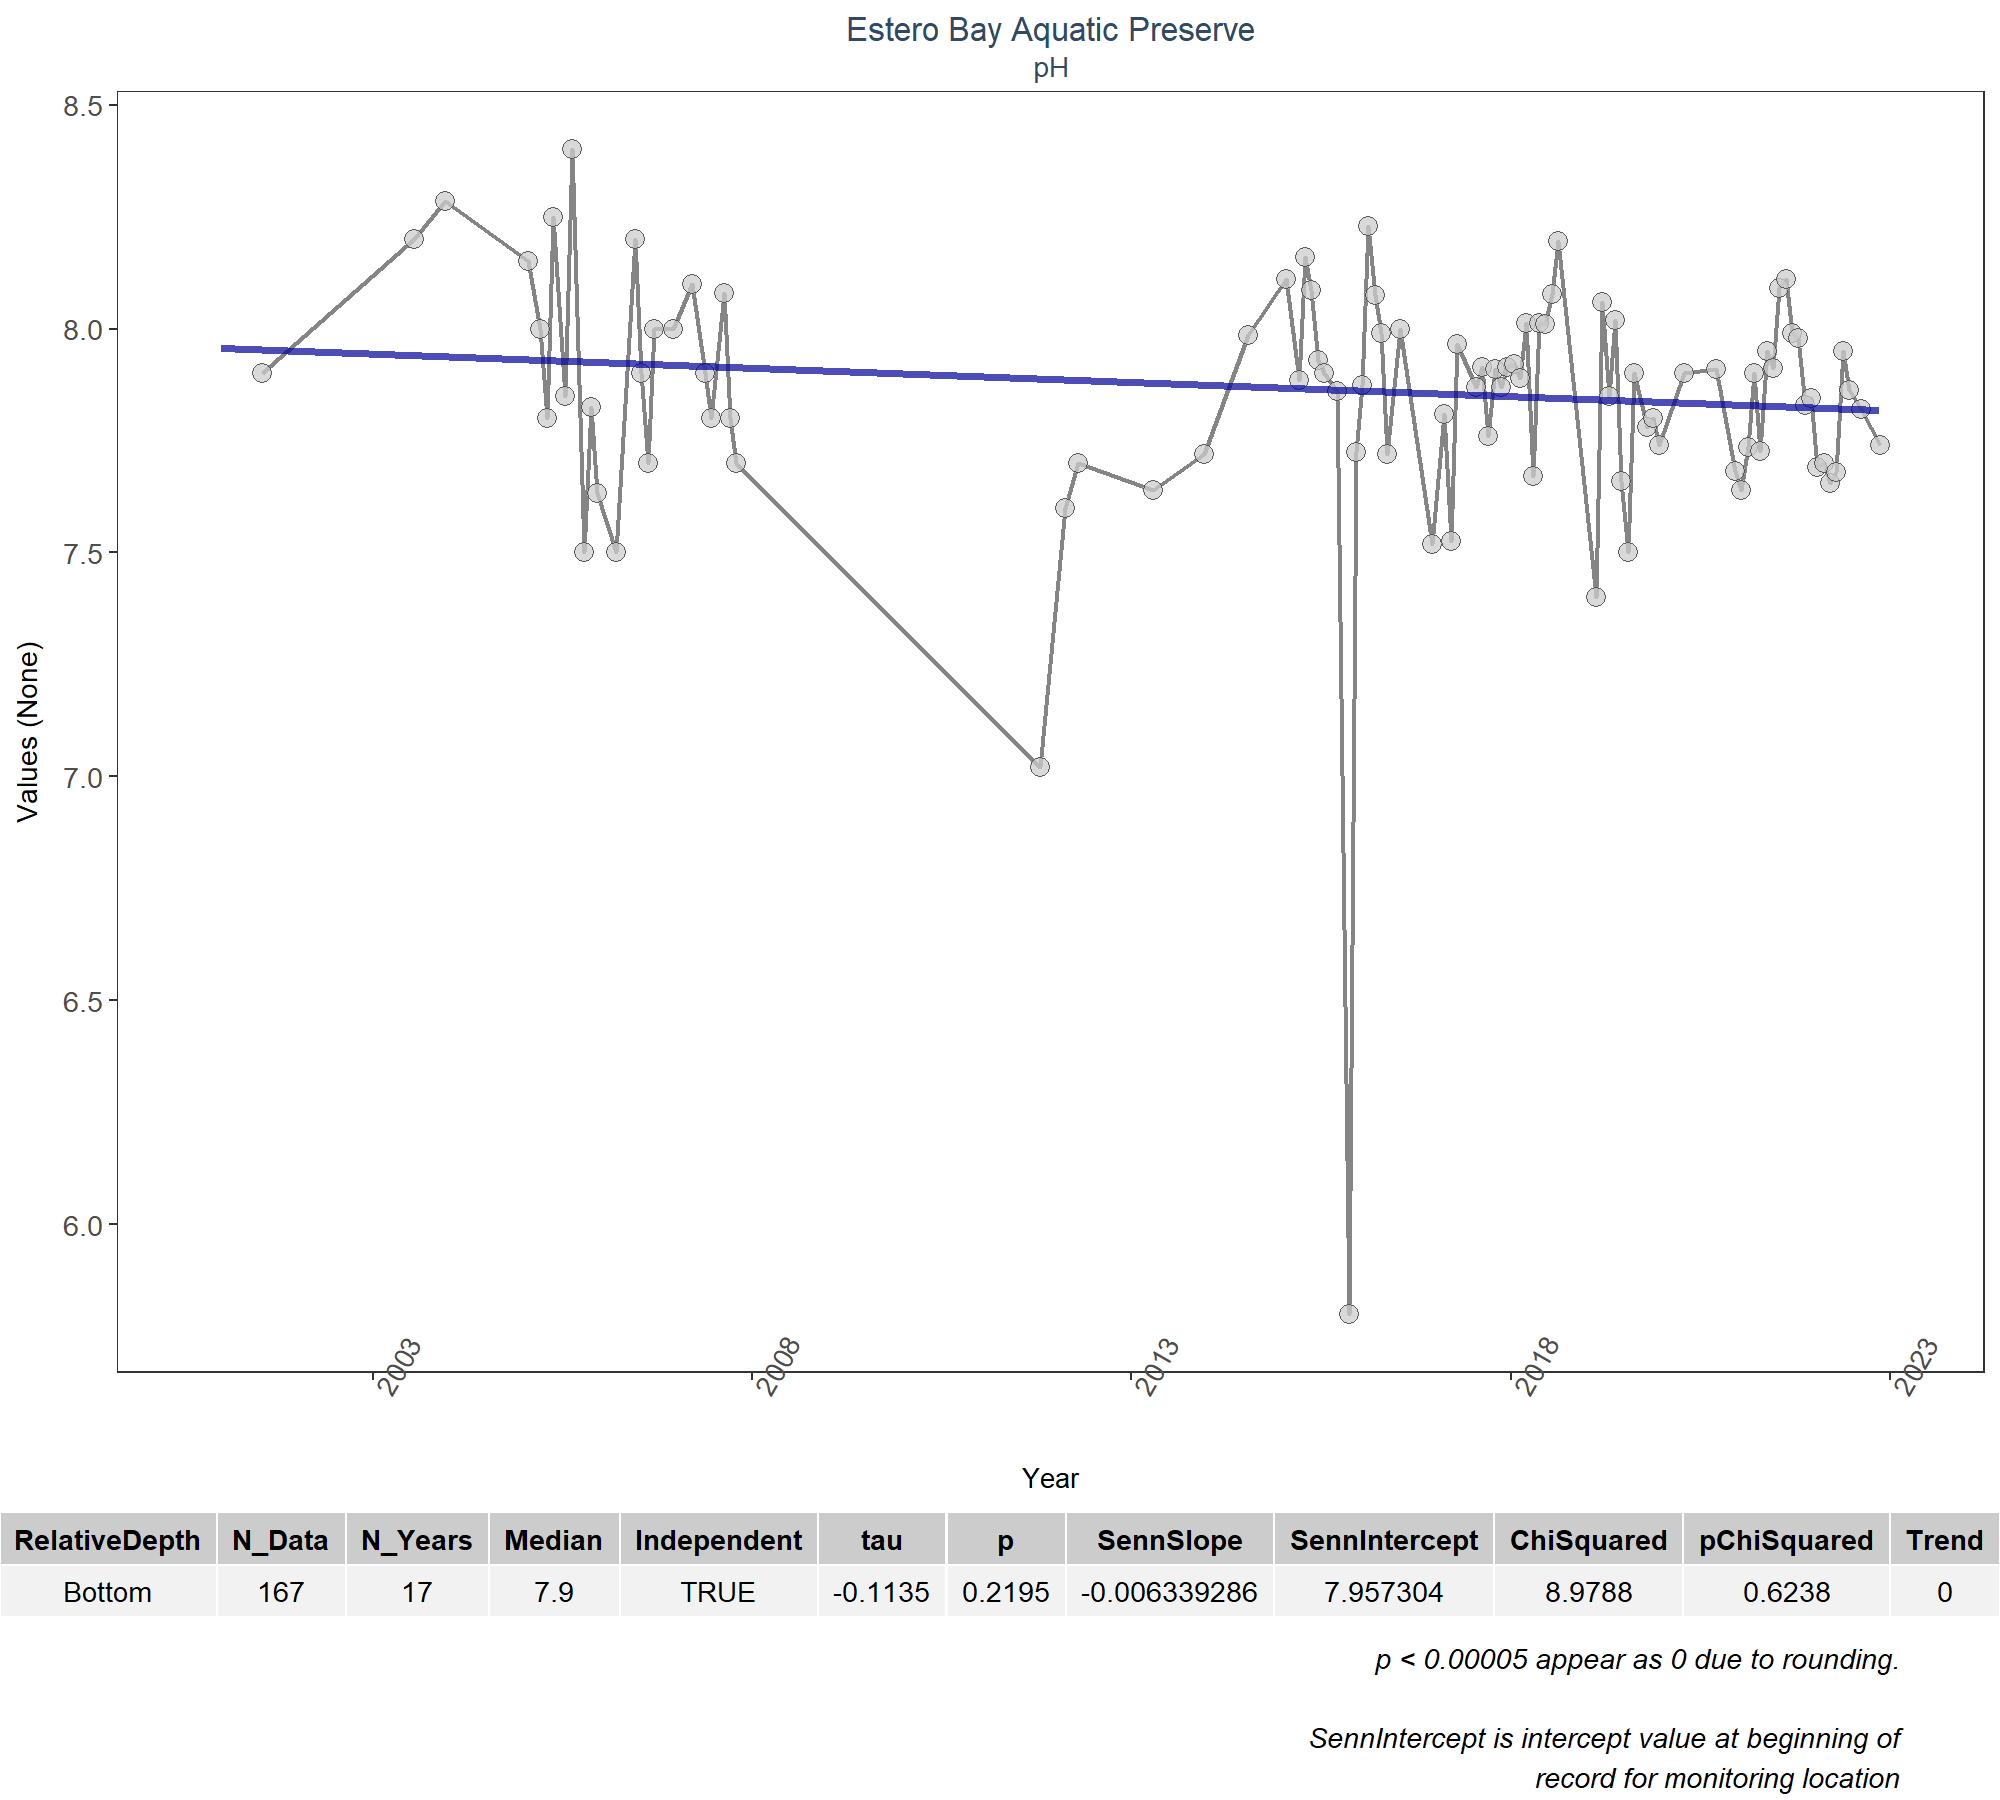 Estero Bay Aquatic Preserve
pH
8.5
8.0
7.5
7.0
6.5
6.0
Values (None)
2003 2008 2013 2018 2023
Year
RelativeDepth N_Data N_Years Median Independent tau p SennSlope SennIntercept ChiSquared pChiSquared Trend
Bottom 167 17 7.9 TRUE -0.1135 0.2195 -0.006339286 7.957304 8.9788 0.6238 0
p < 0.00005 appear as 0 due to rounding.
SennIntercept is intercept value at beginning of
record for monitoring location